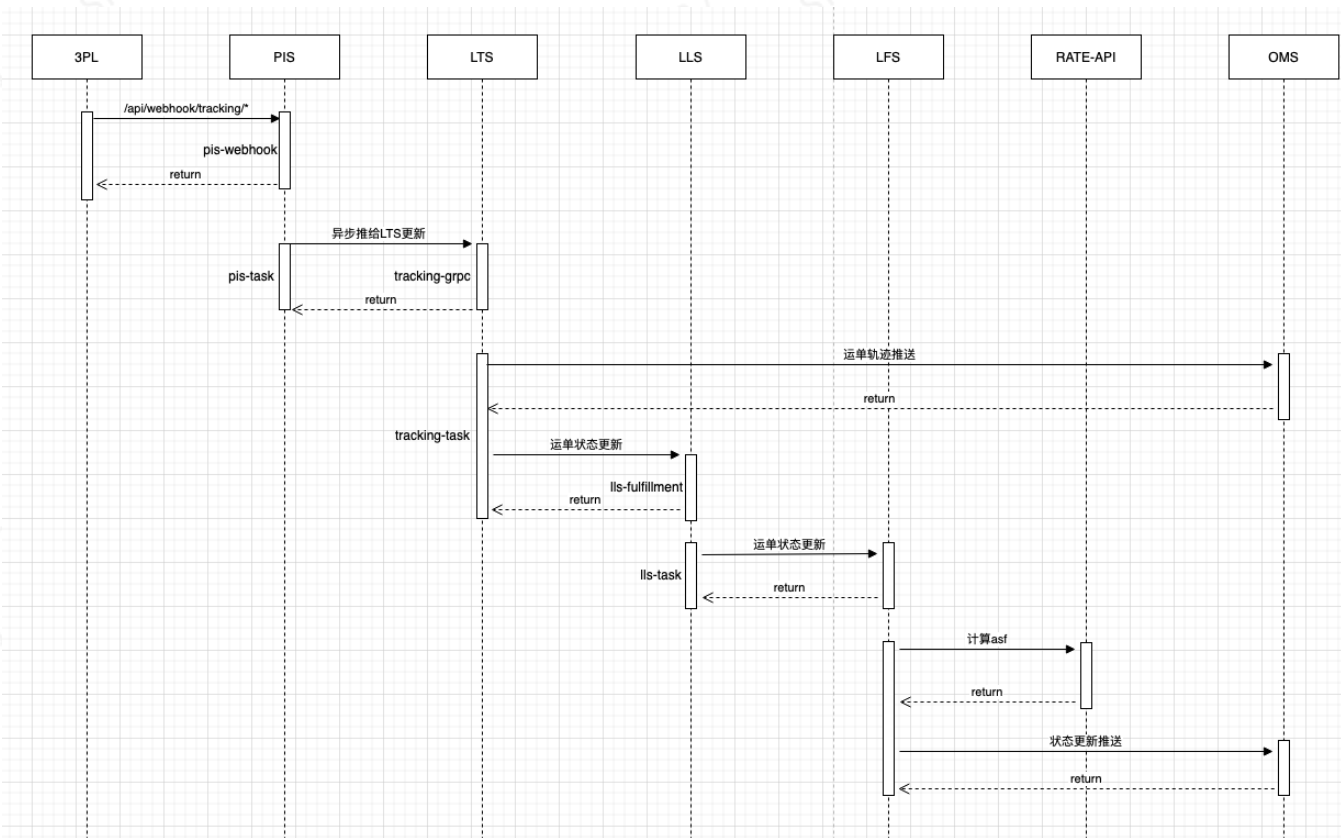 3PL
PIS
LTS
LLS
LFS
RATE-API
OMS
/api/webhook/tracking/*
pis-webhook
return
异步推给LTS更新
pis-task
tracking-grpc
return
运单轨迹推送
return
tracking-task
运单状态更新
lls-fulfillment
return
运单状态更新
lls-task
return
计算asf
return
状态更新推送
return